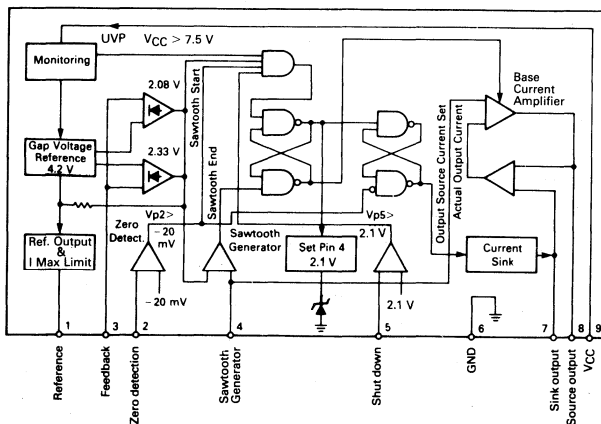 UVP
VCC > 7.5 V
Monitoring
Gap Voltage
Reference
4.2 V
Ref. Output
&
I Max Limit
2.08 V
2.33 V
Sawtooth Start
Sawtooth End
Zero
Detect.
Vp2>
-20
mV
-20 mV
Sawtooth
Generator
Set Pin 4
2.1 V
Vp5>
2.1 V
2.1 V
Output Source Current Set
Actual Output Current
Base
Current
Amplifier
Current
Sink
1
3
2
4
5
6
7
8
9
Reference
Feedback
Zero detection
Sawtooth
Generator
Shut down
GND
Sink output
Source output
VCC